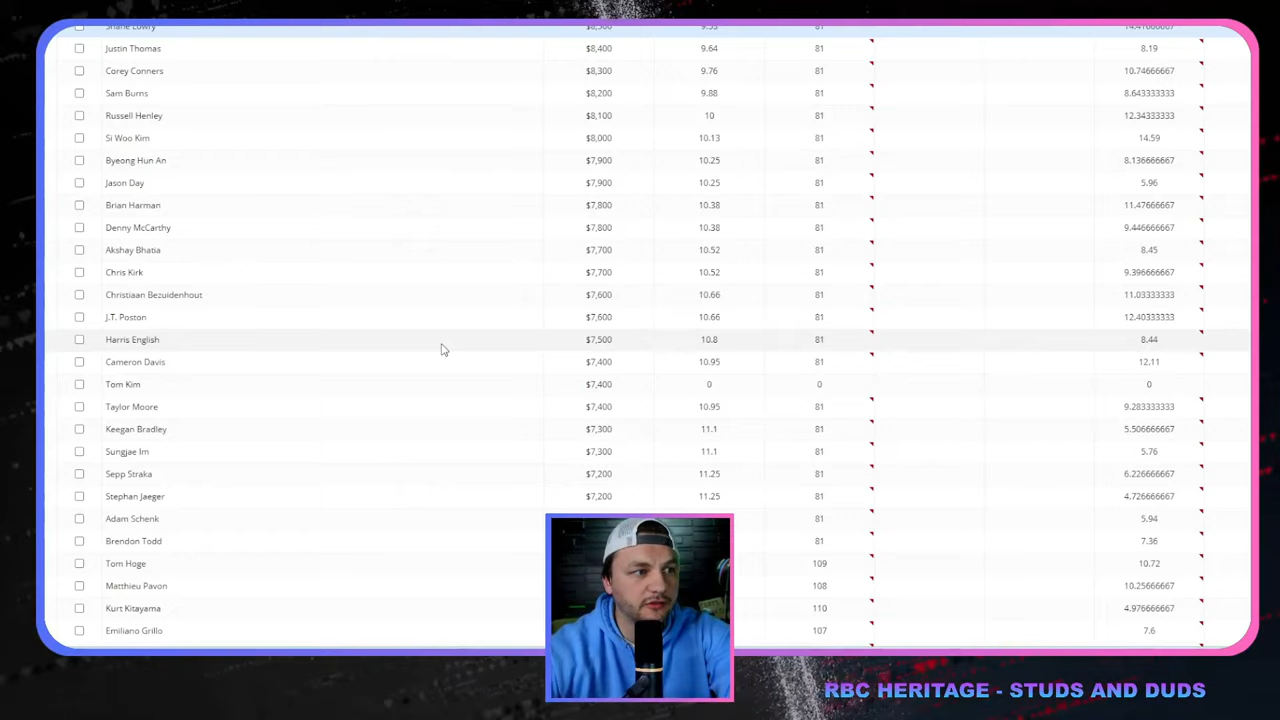 Shane Lowry $8,500 9.53 81
Justin Thomas $8,400 9.64 81 8.19
Corey Conners $8,300 9.76 81 10.74666667
Sam Burns $8,200 9.88 81 8.643333333
Russell Henley $8,100 10 81 12.34333333
Si Woo Kim $8,000 10.13 81 14.59
Byeong Hun An $7,900 10.25 81 8.136666667
Jason Day $7,900 10.25 81 5.96
Brian Harman $7,800 10.38 81 11.47666667
Denny McCarthy $7,800 10.38 81 9.446666667
Akshay Bhatia $7,700 10.52 81 8.45
Chris Kirk $7,700 10.52 81 9.396666667
Christiaan Bezuidenhout $7,600 10.66 81 11.03333333
J.T. Poston $7,600 10.66 81 12.40333333
Harris English $7,500 10.8 81 8.44
Cameron Davis $7,400 10.95 81 12.11
Tom Kim $7,400 0 0 0
Taylor Moore $7,400 10.95 81 9.283333333
Keegan Bradley $7,300 11.1 81 5.506666667
Sungjae Im $7,300 11.1 81 5.76
Sepp Straka $7,200 11.25 81 6.226666667
Stephan Jaeger $7,200 11.25 81 4.726666667
Adam Schenk 81 5.94
Brendon Todd 81 7.36
Tom Hoge 109 10.72
Matthieu Pavon 108 10.25666667
Kurt Kitayama 110 4.976666667
Emiliano Grillo 107 7.6
RBC HERITAGE - STUDS AND DUDS